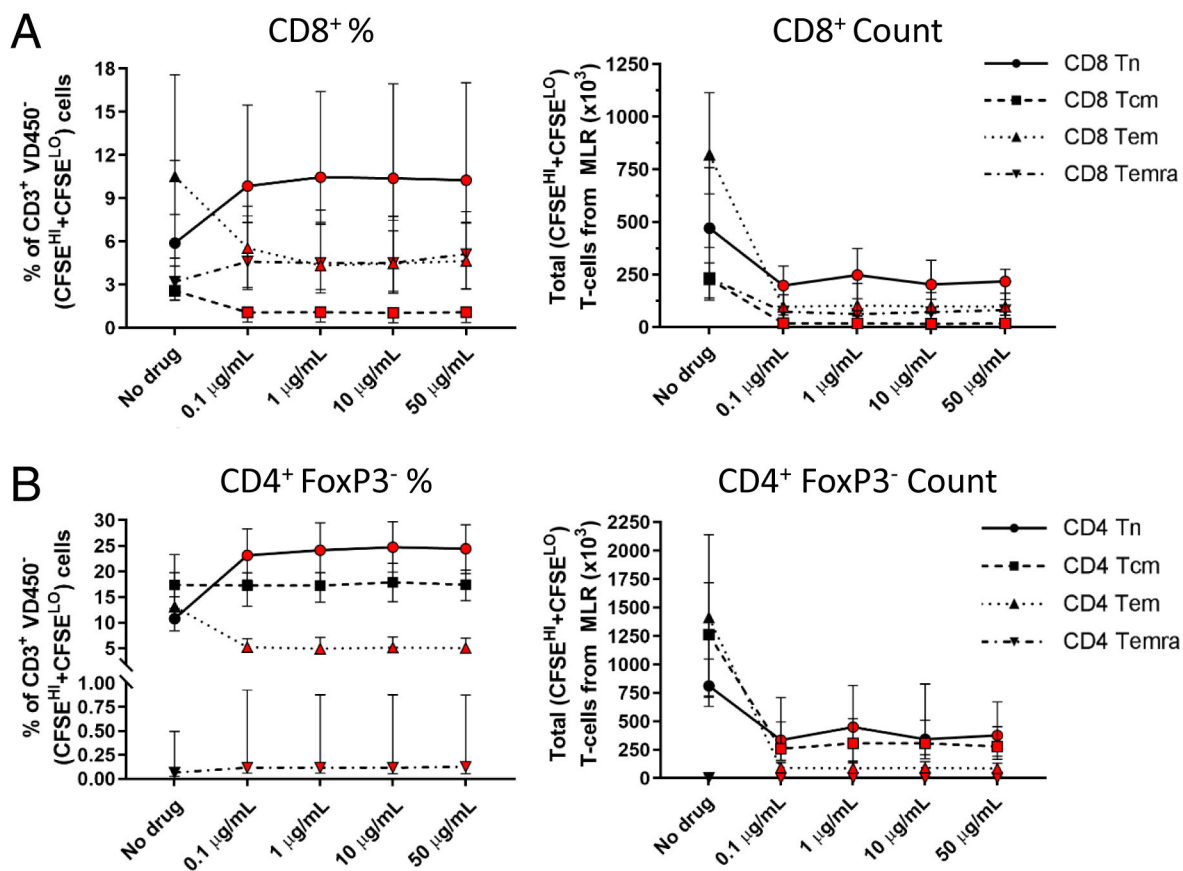 A
CD8⁺ %
% of CD3⁺ VD450⁻
(CFSEᴴᴵ+CFSEᴸᴼ) cells
18
15
12
9
6
3
0
No drug
0.1 μg/mL
1 μg/mL
10 μg/mL
50 μg/mL
CD8⁺ Count
Total (CFSEᴴᴵ+CFSEᴸᴼ)
T-cells from MLR (x10³)
1250
1000
750
500
250
0
No drug
0.1 μg/mL
1 μg/mL
10 μg/mL
50 μg/mL
CD8 Tn
CD8 Tcm
CD8 Tem
CD8 Temra
B
CD4⁺ FoxP3⁻ %
% of CD3⁺ VD450⁻
(CFSEᴴᴵ+CFSEᴸᴼ) cells
30
25
20
15
10
5
1.00
0.75
0.50
0.25
0.00
No drug
0.1 μg/mL
1 μg/mL
10 μg/mL
50 μg/mL
CD4⁺ FoxP3⁻ Count
Total (CFSEᴴᴵ+CFSEᴸᴼ)
T-cells from MLR (x10³)
2250
2000
1750
1500
1250
1000
750
500
250
0
No drug
0.1 μg/mL
1 μg/mL
10 μg/mL
50 μg/mL
CD4 Tn
CD4 Tcm
CD4 Tem
CD4 Temra